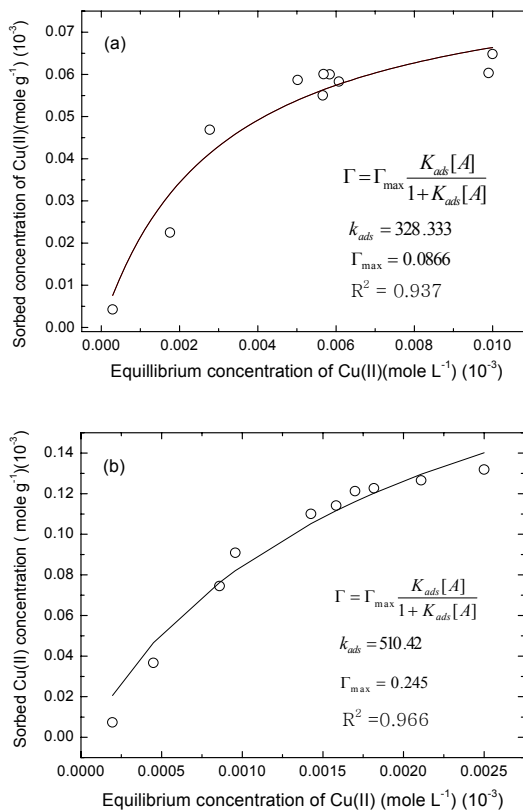 (a)
0.07
0.06
0.05
0.04
0.03
0.02
0.01
0.00
Sorbed concentration of Cu(II)(mole g⁻¹) (10⁻³)
Γ = Γmax Kads[A] / 1 + Kads[A]
kads = 328.333
Γmax = 0.0866
R² = 0.937
0.000 0.002 0.004 0.006 0.008 0.010
Equillibrium concentration of Cu(II)(mole L⁻¹) (10⁻³)
(b)
0.14
0.12
0.10
0.08
0.06
0.04
0.02
0.00
Sorbed Cu(II) concentration ( mole g⁻¹)(10⁻³)
Γ = Γmax Kads[A] / 1 + Kads[A]
kads = 510.42
Γmax = 0.245
R² =0.966
0.0000 0.0005 0.0010 0.0015 0.0020 0.0025
Equillibrium concentration of Cu(II) (mole L⁻¹) (10⁻³)